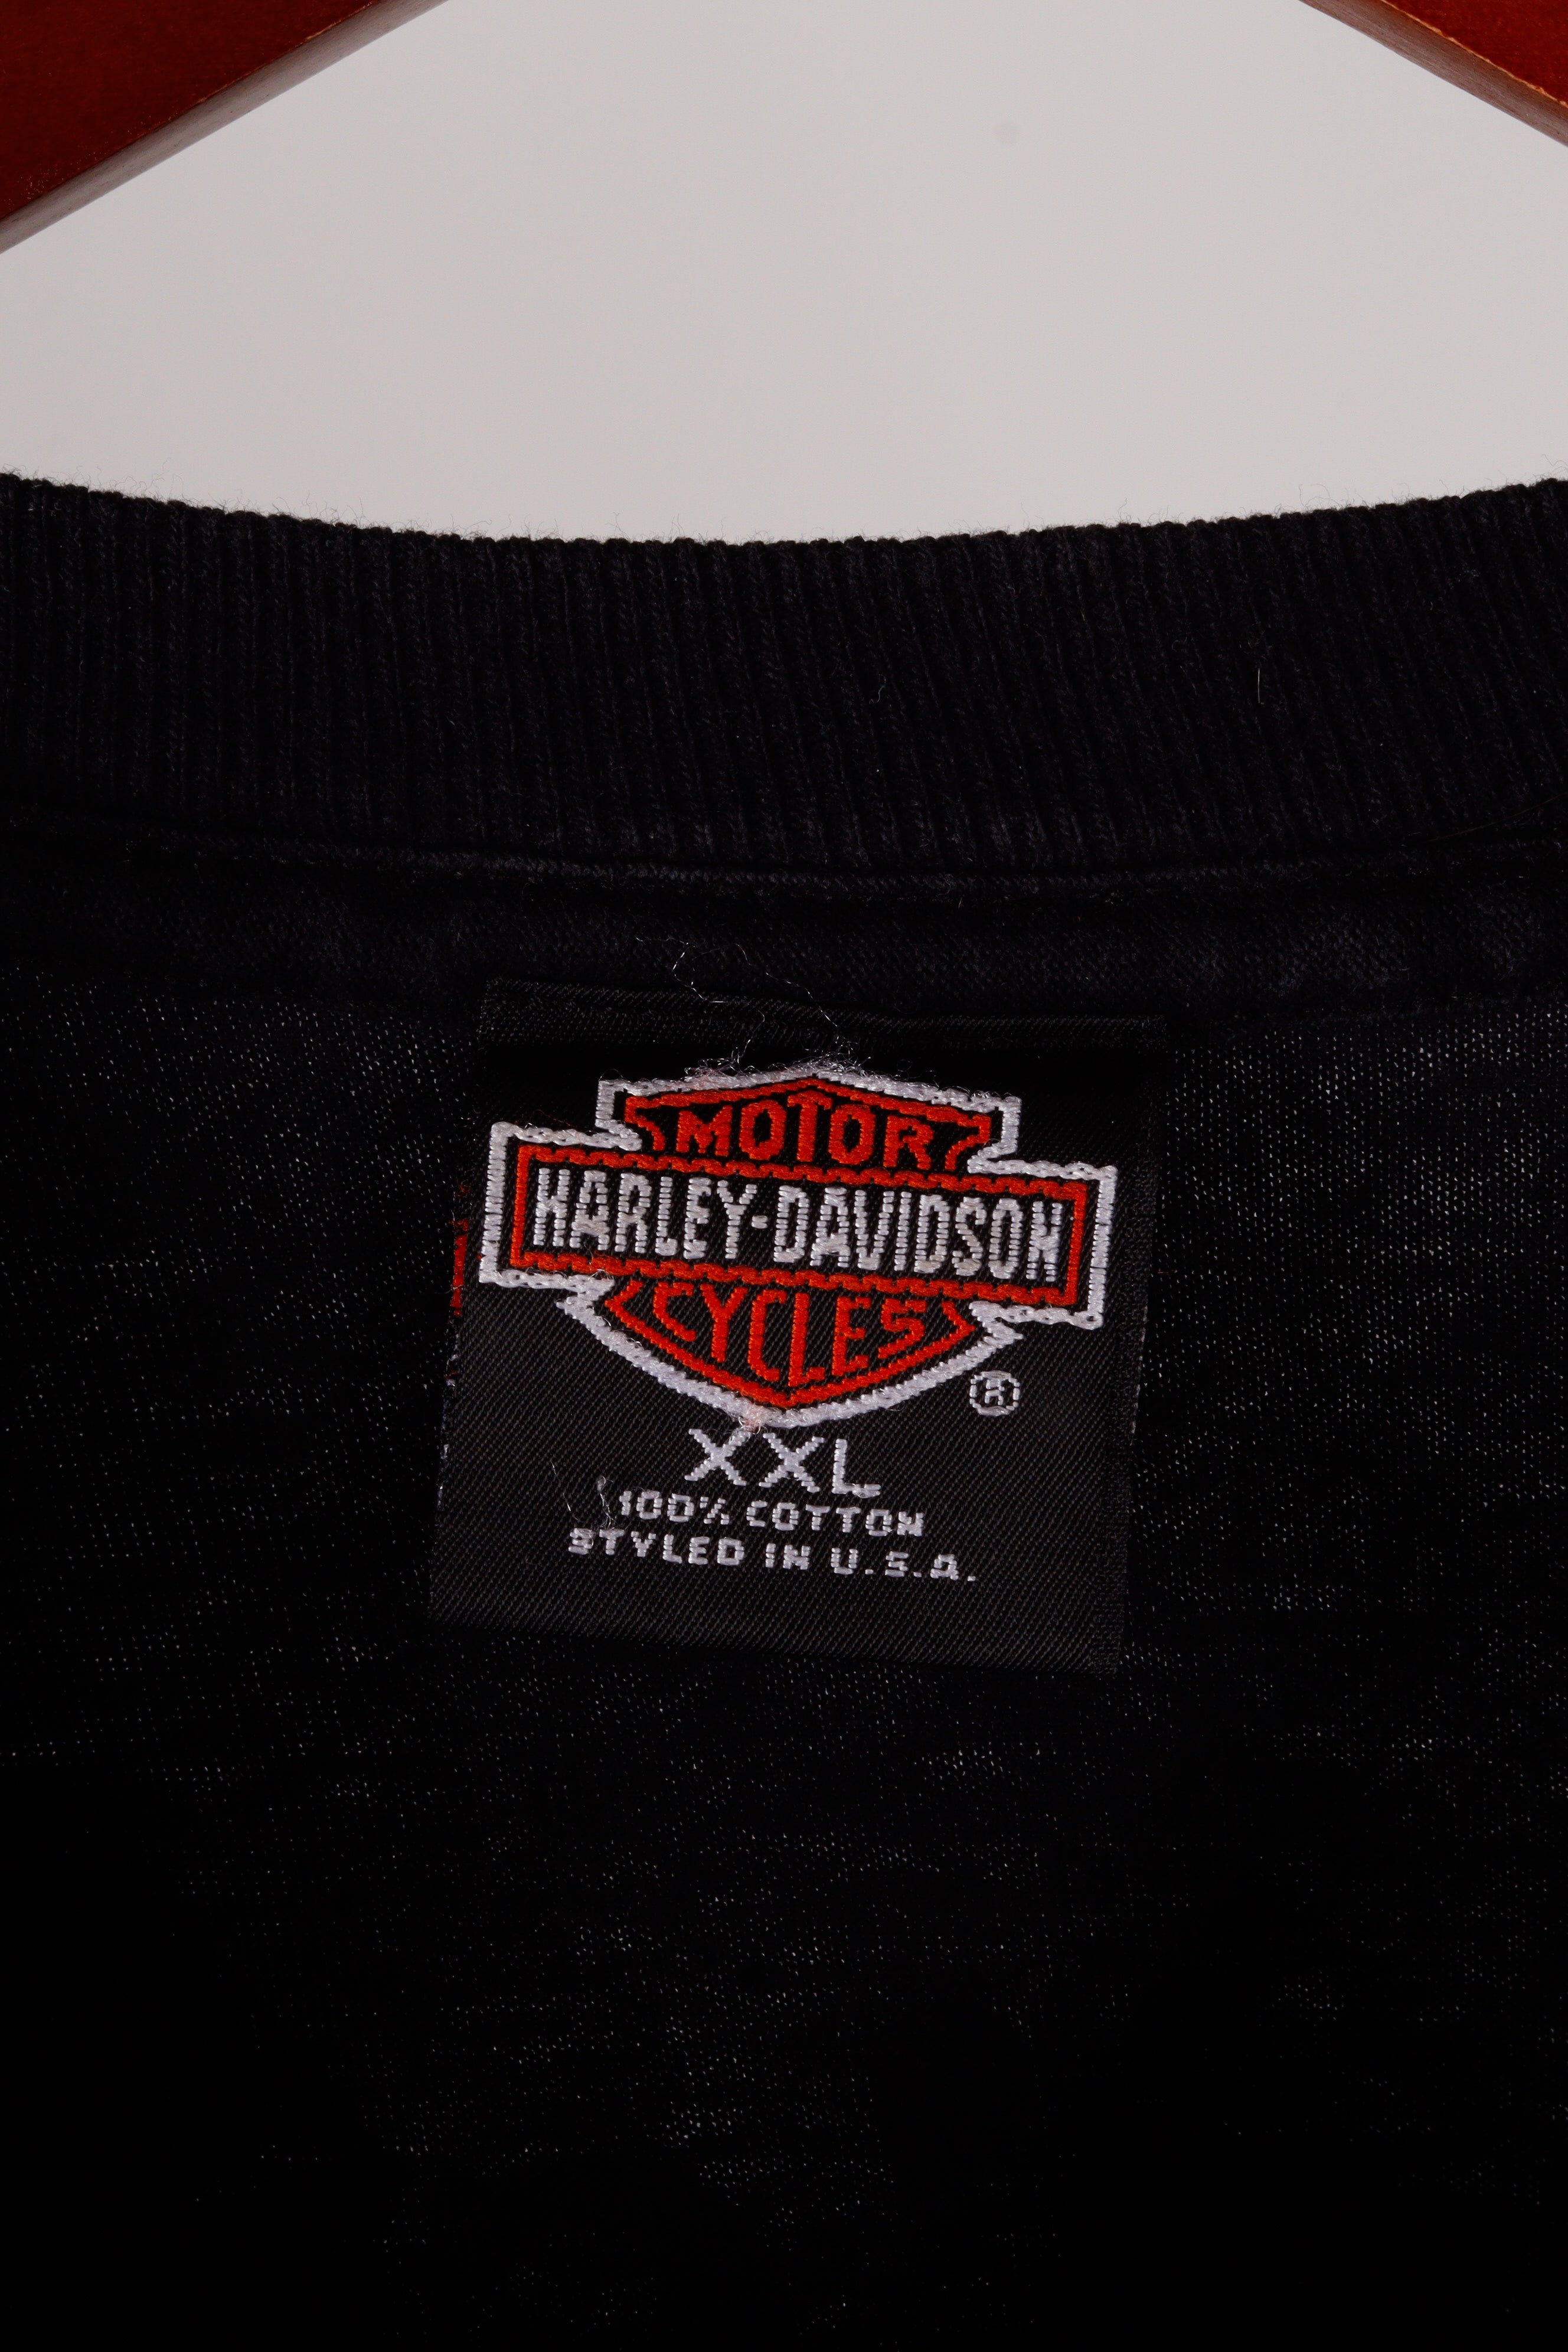 MOTOR
HARLEY-DAVIDSON
CYCLES
®
XXL
100% COTTON
STYLED IN U.S.A.